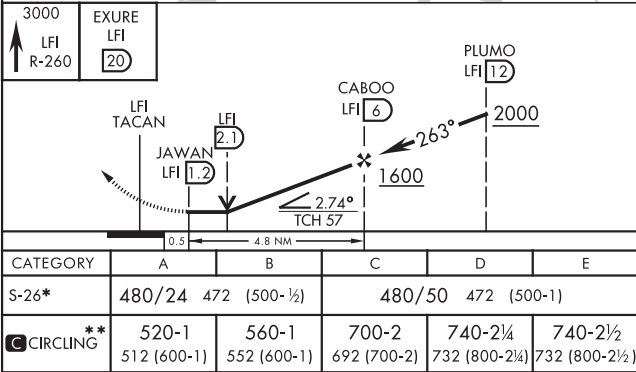 3000
LFI
R-260
EXURE
LFI
20
PLUMO
LFI 12
CABOO
LFI 6
LFI
TACAN
LFI
2.1
JAWAN
LFI 1.2
263°
2000
1600
2.74°
TCH 57
0.5
4.8 NM
CATEGORY A B C D E
S-26* 480/24 472 (500-½) 480/50 472 (500-1)
C CIRCLING** 520-1 560-1 700-2 740-2¼ 740-2½
512 (600-1) 552 (600-1) 692 (700-2) 732 (800-2¼) 732 (800-2½)